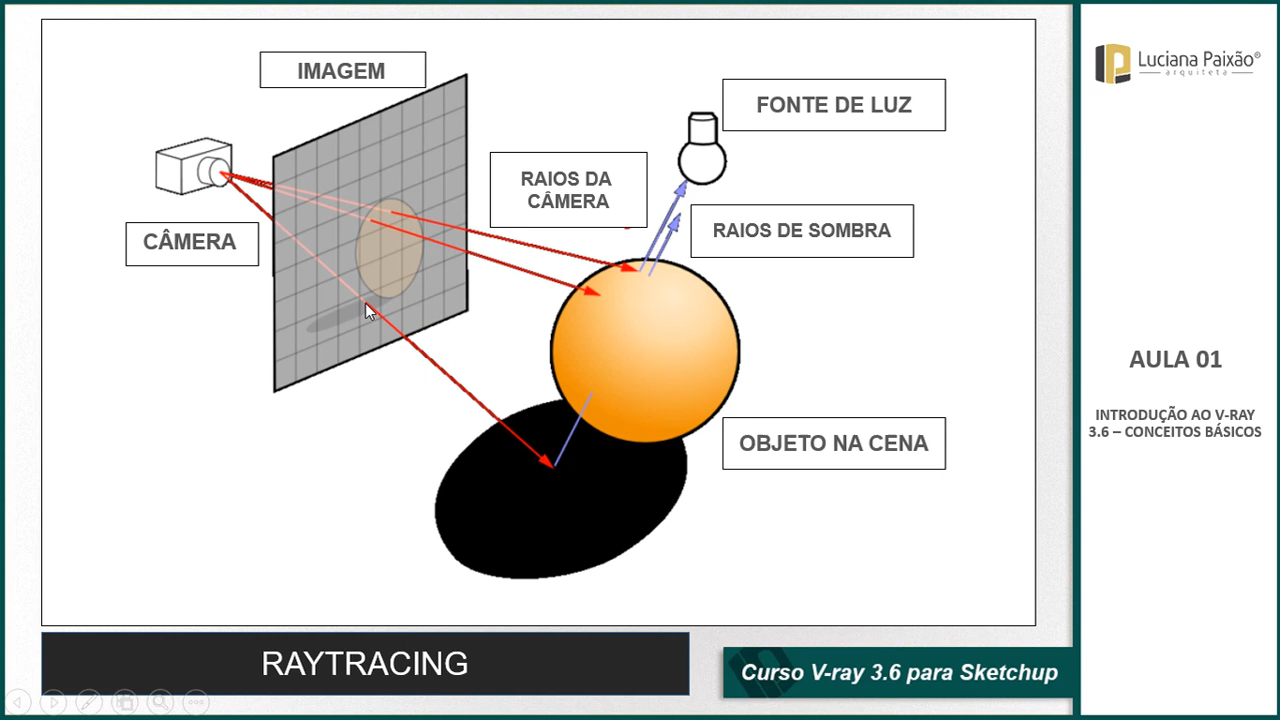 IMAGEM
FONTE DE LUZ
RAIOS DA
CÂMERA
CÂMERA
RAIOS DE SOMBRA
OBJETO NA CENA
RAYTRACING
Curso V-ray 3.6 para Sketchup
Luciana Paixão®
arquiteta
AULA 01
INTRODUÇÃO AO V-RAY
3.6 – CONCEITOS BÁSICOS